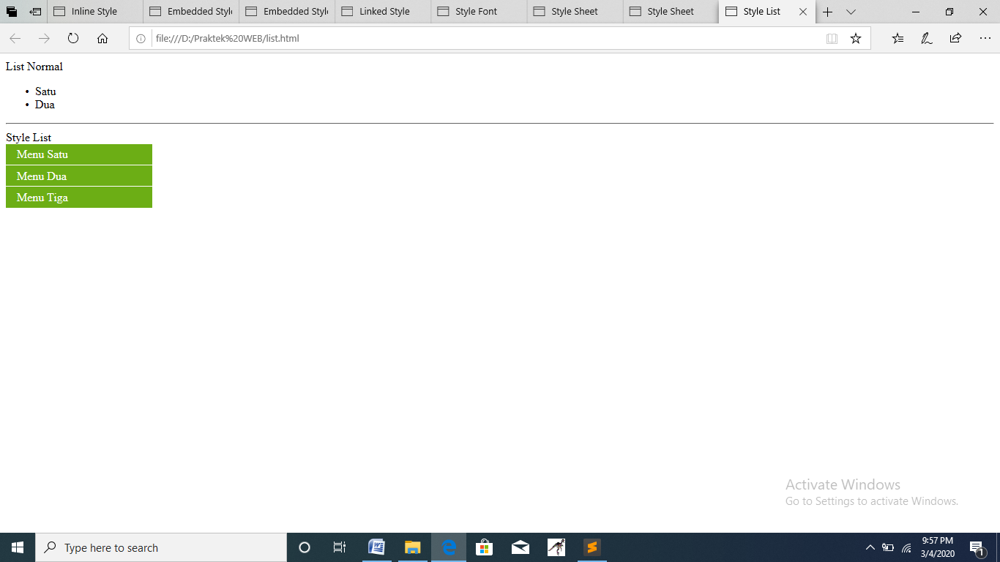 Inline Style
Embedded Styl
Embedded Style
Linked Style
Style Font
Style Sheet
Style Sheet
Style List
file:///D:/Praktek%20WEB/list.html
List Normal
• Satu
• Dua
Style List
Menu Satu
Menu Dua
Menu Tiga
Activate Windows
Go to Settings to activate Windows.
Type here to search
9:57 PM
3/4/2020
1